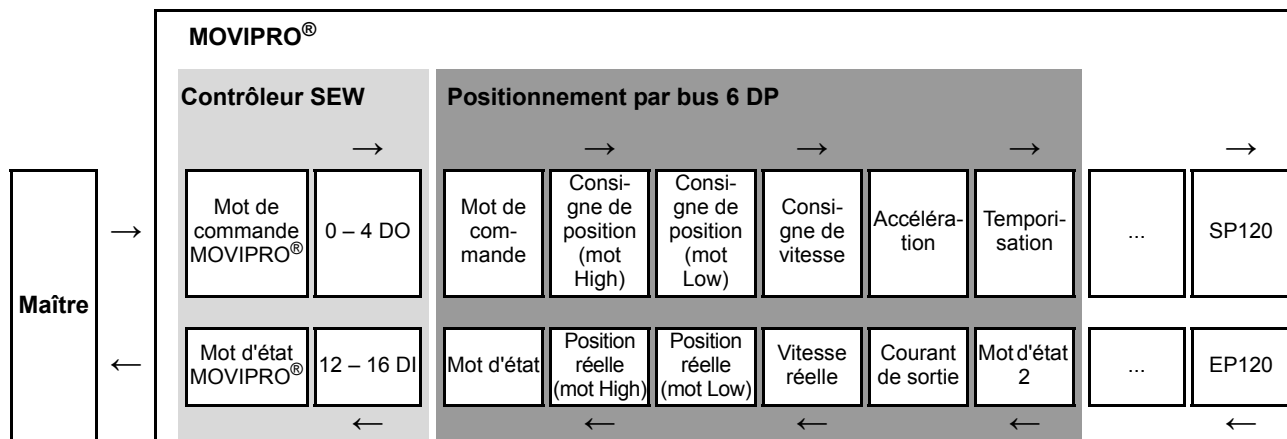 MOVIPRO®
Contrôleur SEW
Positionnement par bus 6 DP
→ → → → →
Maître
→
Mot de
commande
MOVIPRO®
0 – 4 DO
Mot de
com-
mande
Consi-
gne de
position
(mot
High)
Consi-
gne de
position
(mot
Low)
Consi-
gne de
vitesse
Accéléra-
tion
Tempori-
sation
...
SP120
←
Mot d'état
MOVIPRO®
12 – 16 DI
Mot d'état
Position
réelle
(mot High)
Position
réelle
(mot Low)
Vitesse
réelle
Courant
de sortie
Mot d'état
2
...
EP120
← ← ← ← ←